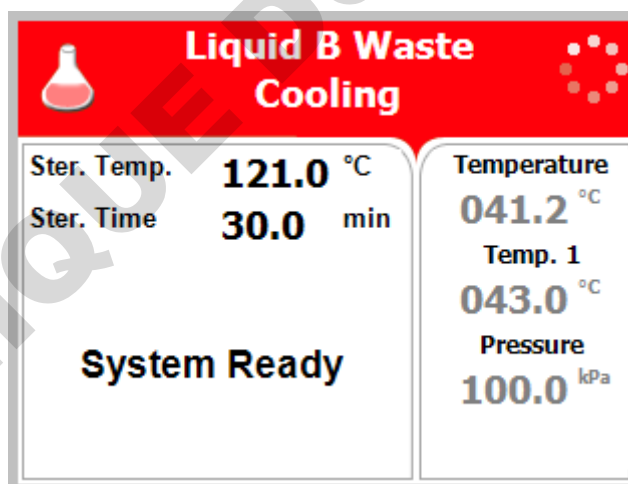 Liquid B Waste
Cooling
Ster. Temp. 121.0 °C
Ster. Time 30.0 min
System Ready
Temperature
041.2 °C
Temp. 1
043.0 °C
Pressure
100.0 kPa